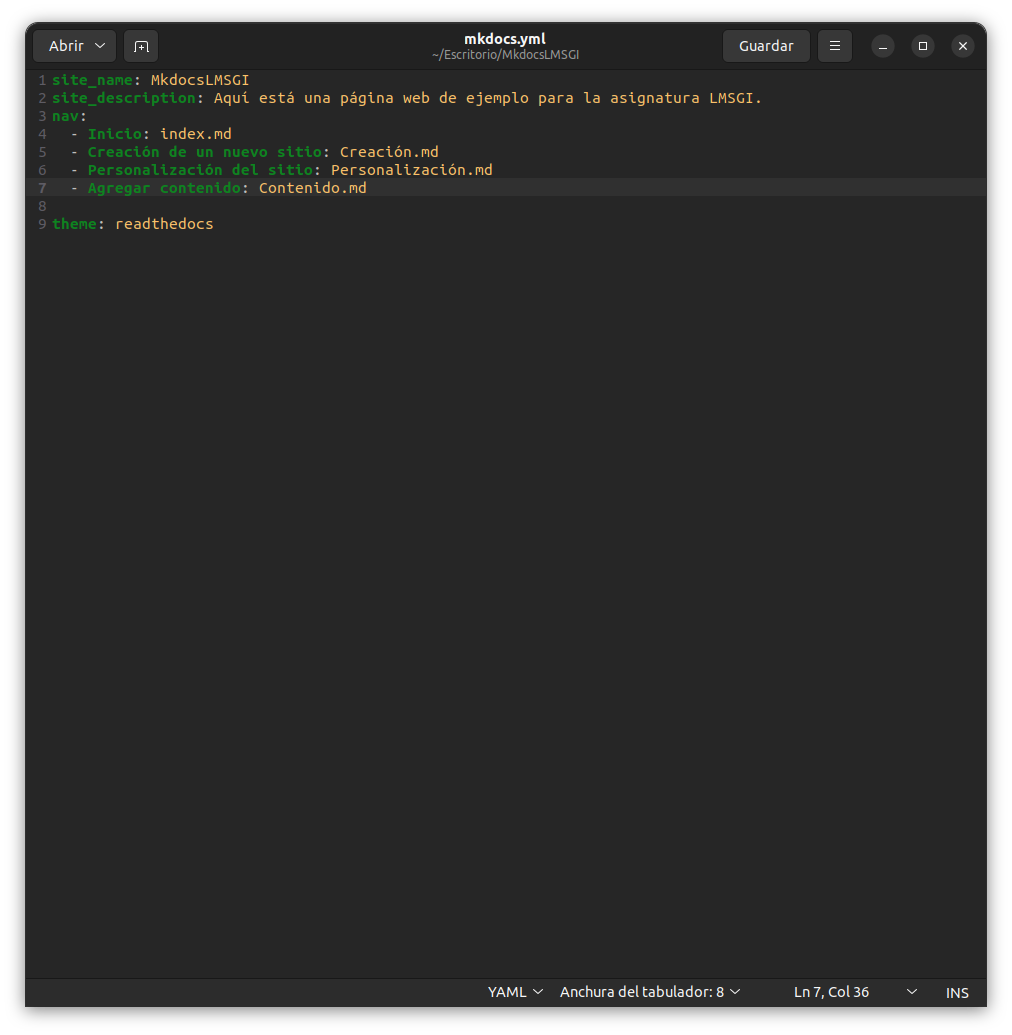 Abrir
mkdocs.yml
~/Escritorio/MkdocsLMSGI
Guardar
1 site_name: MkdocsLMSGI
2 site_description: Aquí está una página web de ejemplo para la asignatura LMSGI.
3 nav:
4   - Inicio: index.md
5   - Creación de un nuevo sitio: Creación.md
6   - Personalización del sitio: Personalización.md
7   - Agregar contenido: Contenido.md
8
9 theme: readthedocs
YAML Anchura del tabulador: 8 Ln 7, Col 36 INS